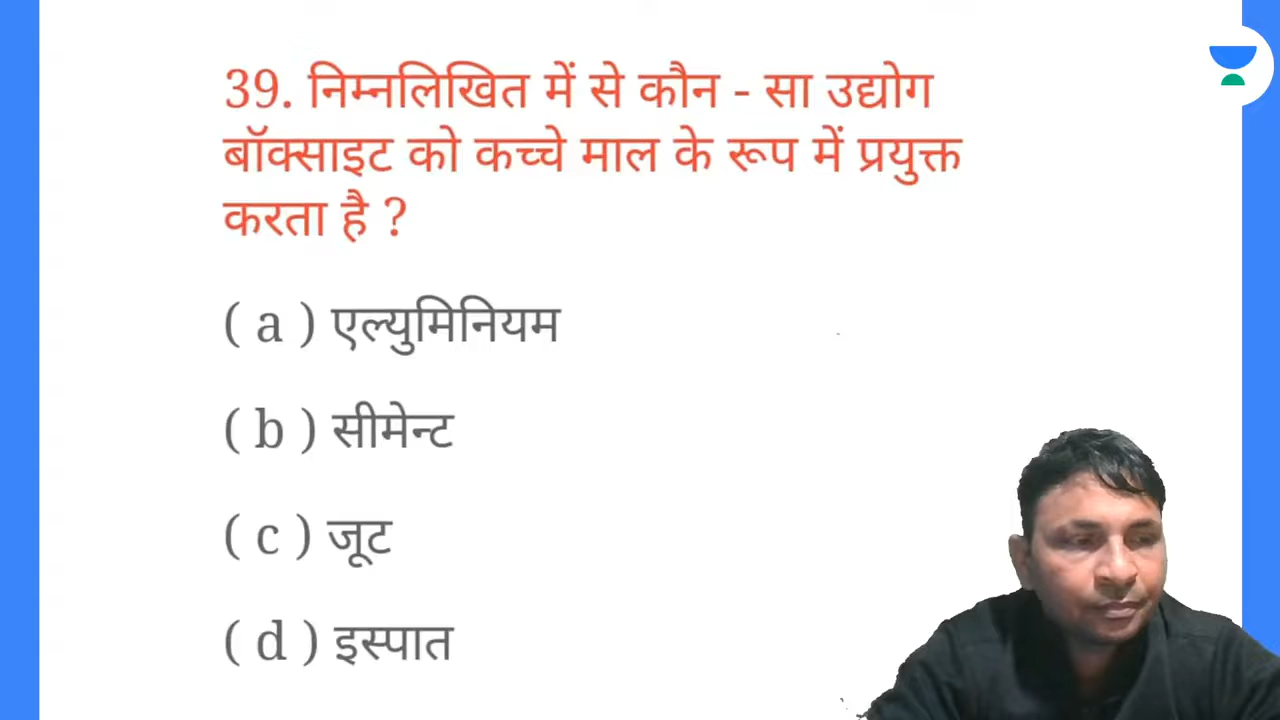 39. निम्नलिखित में से कौन - सा उद्योग
बॉक्साइट को कच्चे माल के रूप में प्रयुक्त
करता है ?
( a ) एल्युमिनियम
( b ) सीमेन्ट
( c ) जूट
( d ) इस्पात